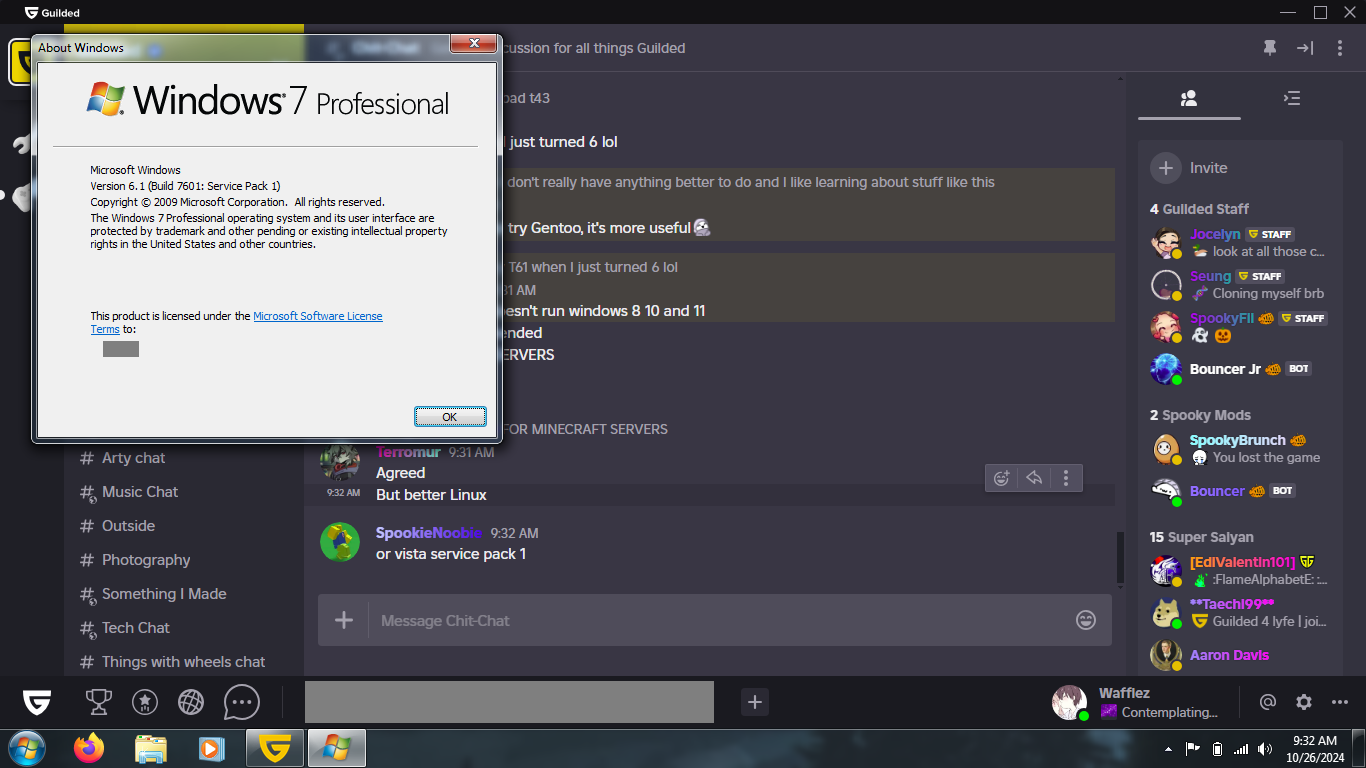 Guilded
About Windows
Windows 7 Professional
Microsoft Windows
Version 6.1 (Build 7601: Service Pack 1)
Copyright © 2009 Microsoft Corporation. All rights reserved.
The Windows 7 Professional operating system and its user interface are
protected by trademark and other pending or existing intellectual property
rights in the United States and other countries.
This product is licensed under the Microsoft Software License
Terms to:
OK
Arty chat
Music Chat
Outside
Photography
Something I Made
Tech Chat
Things with wheels chat
for all things Guilded
t43
just turned 6 lol
don't really have anything better to do and I like learning about stuff like this
try Gentoo, it's more useful
T61 when I just turned 6 lol
AM
run windows 8 10 and 11
FOR MINECRAFT SERVERS
Terromur 9:31 AM
Agreed
9:32 AM But better Linux
SpookieNoobie 9:32 AM
or vista service pack 1
Message Chit-Chat
Invite
4 Guilded Staff
Jocelyn STAFF
look at all those c...
Seung STAFF
Cloning myself brb
SpookyFil STAFF
Bouncer Jr BOT
2 Spooky Mods
SpookyBrunch
You lost the game
Bouncer BOT
15 Super Saiyan
[EdiValentin101]
:FlameAlphabetE: :...
**Taechi99**
Guilded 4 lyfe | joi...
Aaron Davis
Wafflez
Contemplating...
9:32 AM
10/26/2024